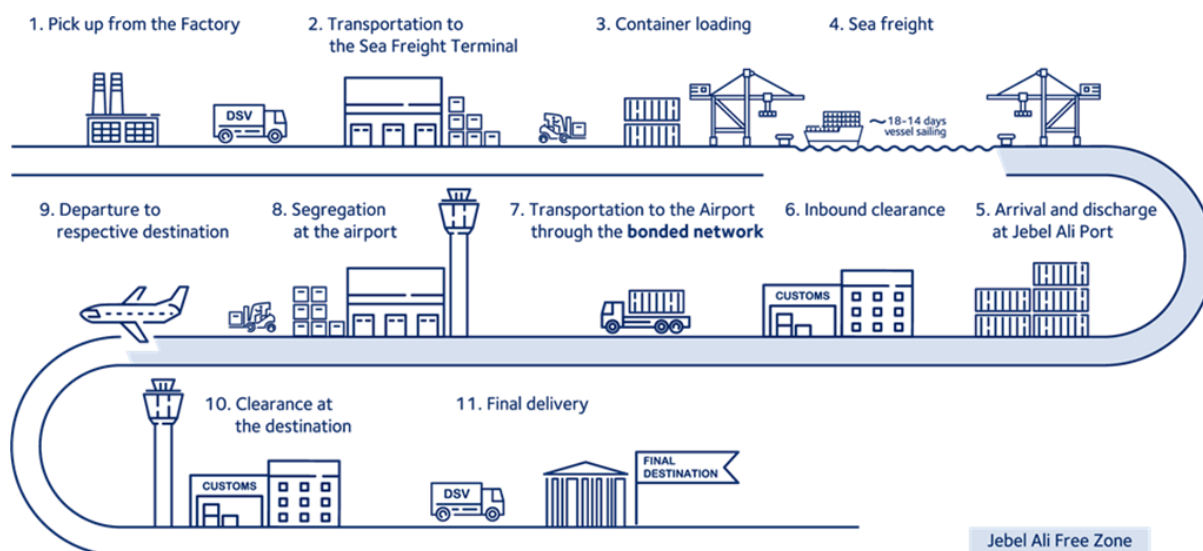 1. Pick up from the Factory
2. Transportation to
the Sea Freight Terminal
3. Container loading
4. Sea freight
DSV
~18-14 days
vessel sailing
9. Departure to
respective destination
8. Segregation
at the airport
7. Transportation to the Airport
through the bonded network
6. Inbound clearance
5. Arrival and discharge
at Jebel Ali Port
CUSTOMS
10. Clearance at
the destination
11. Final delivery
CUSTOMS
DSV
FINAL
DESTINATION
Jebel Ali Free Zone